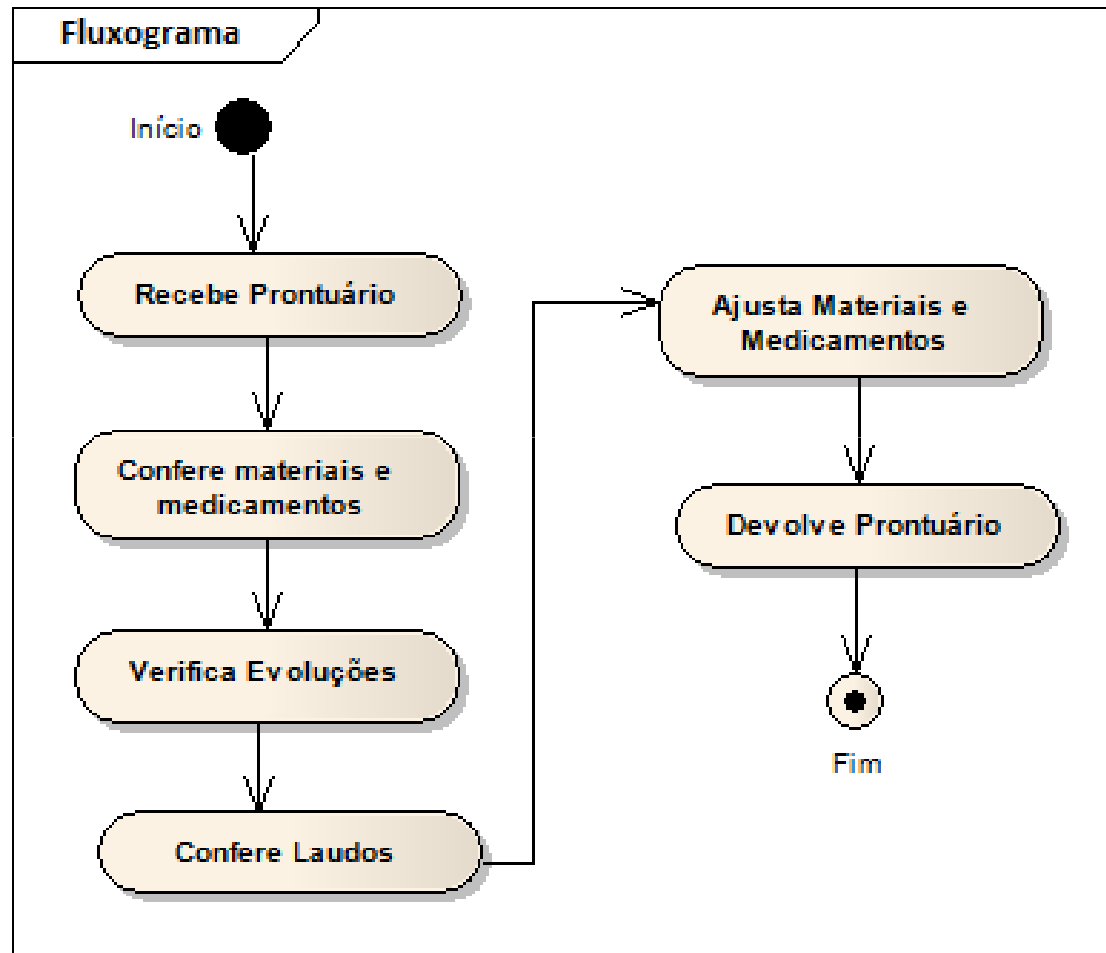 Fluxograma
Início
Recebe Prontuário
Confere materiais e
medicamentos
Verifica Evoluções
Confere Laudos
Ajusta Materiais e
Medicamentos
Devolve Prontuário
Fim